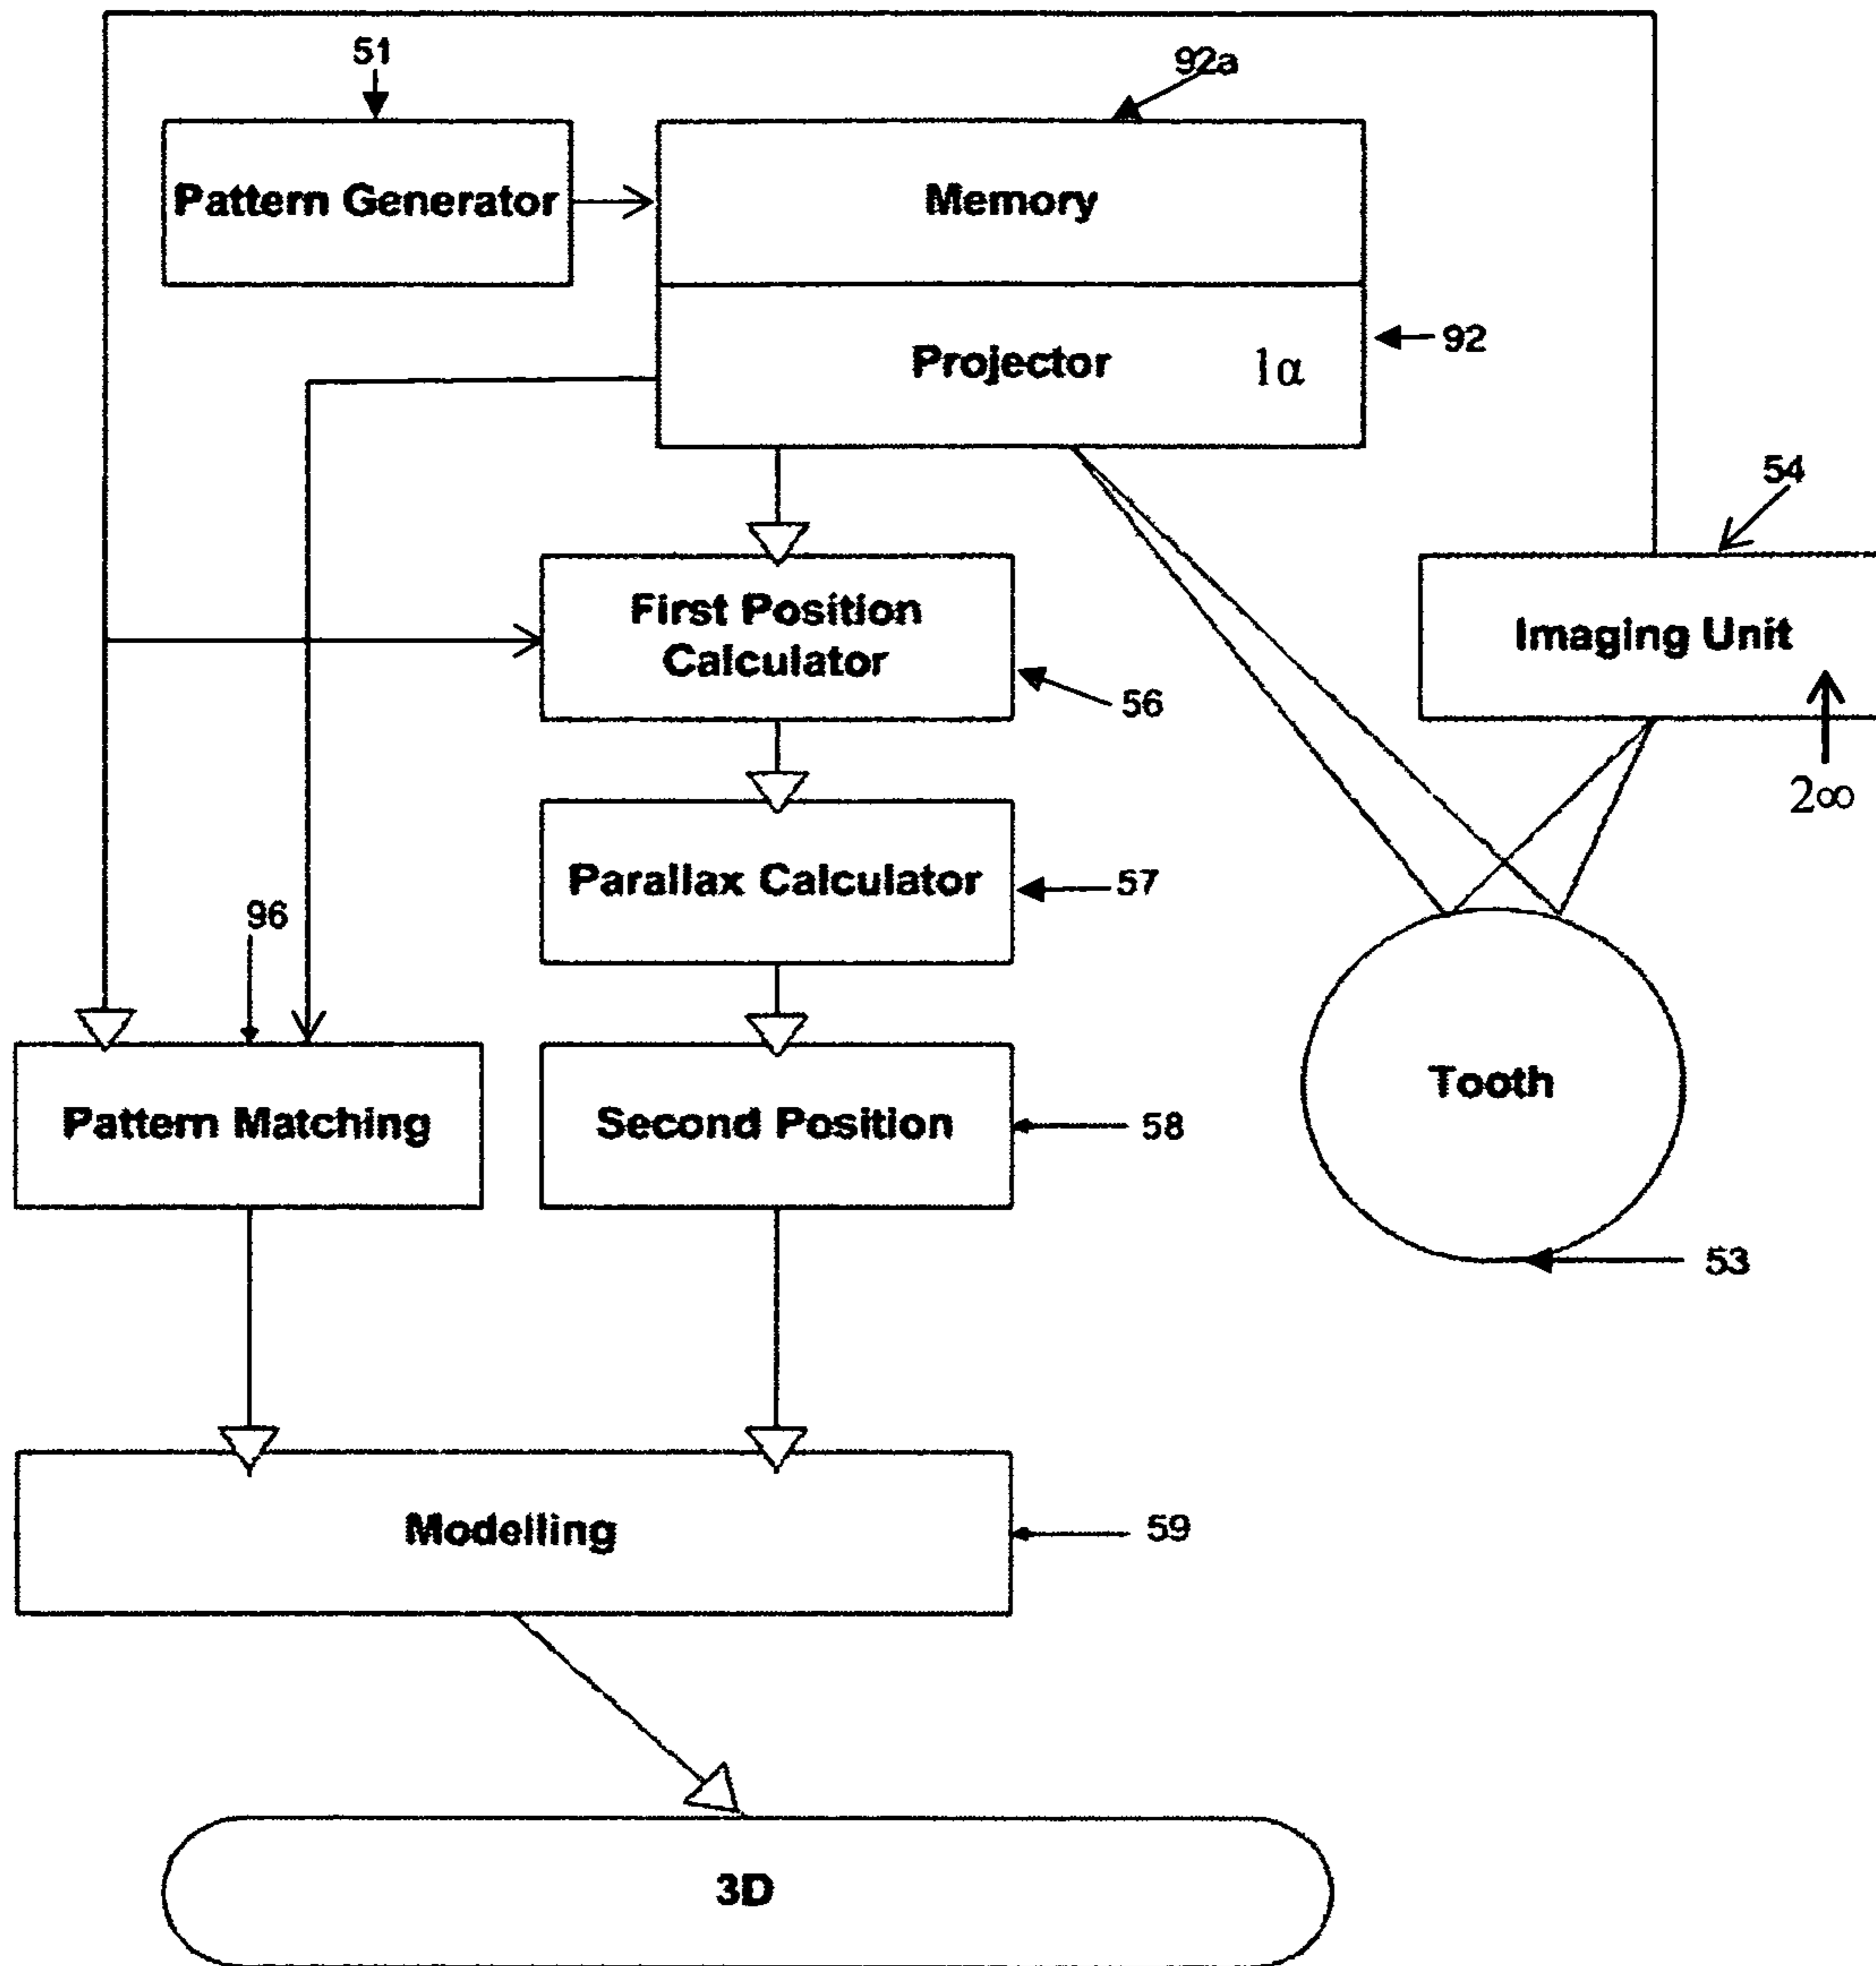 51
92a
Pattern Generator
Memory
Projector
1α
92
54
First Position
Calculator
56
Imaging Unit
2∞
Parallax Calculator
57
96
Pattern Matching
Second Position
58
Tooth
53
Modelling
59
3D